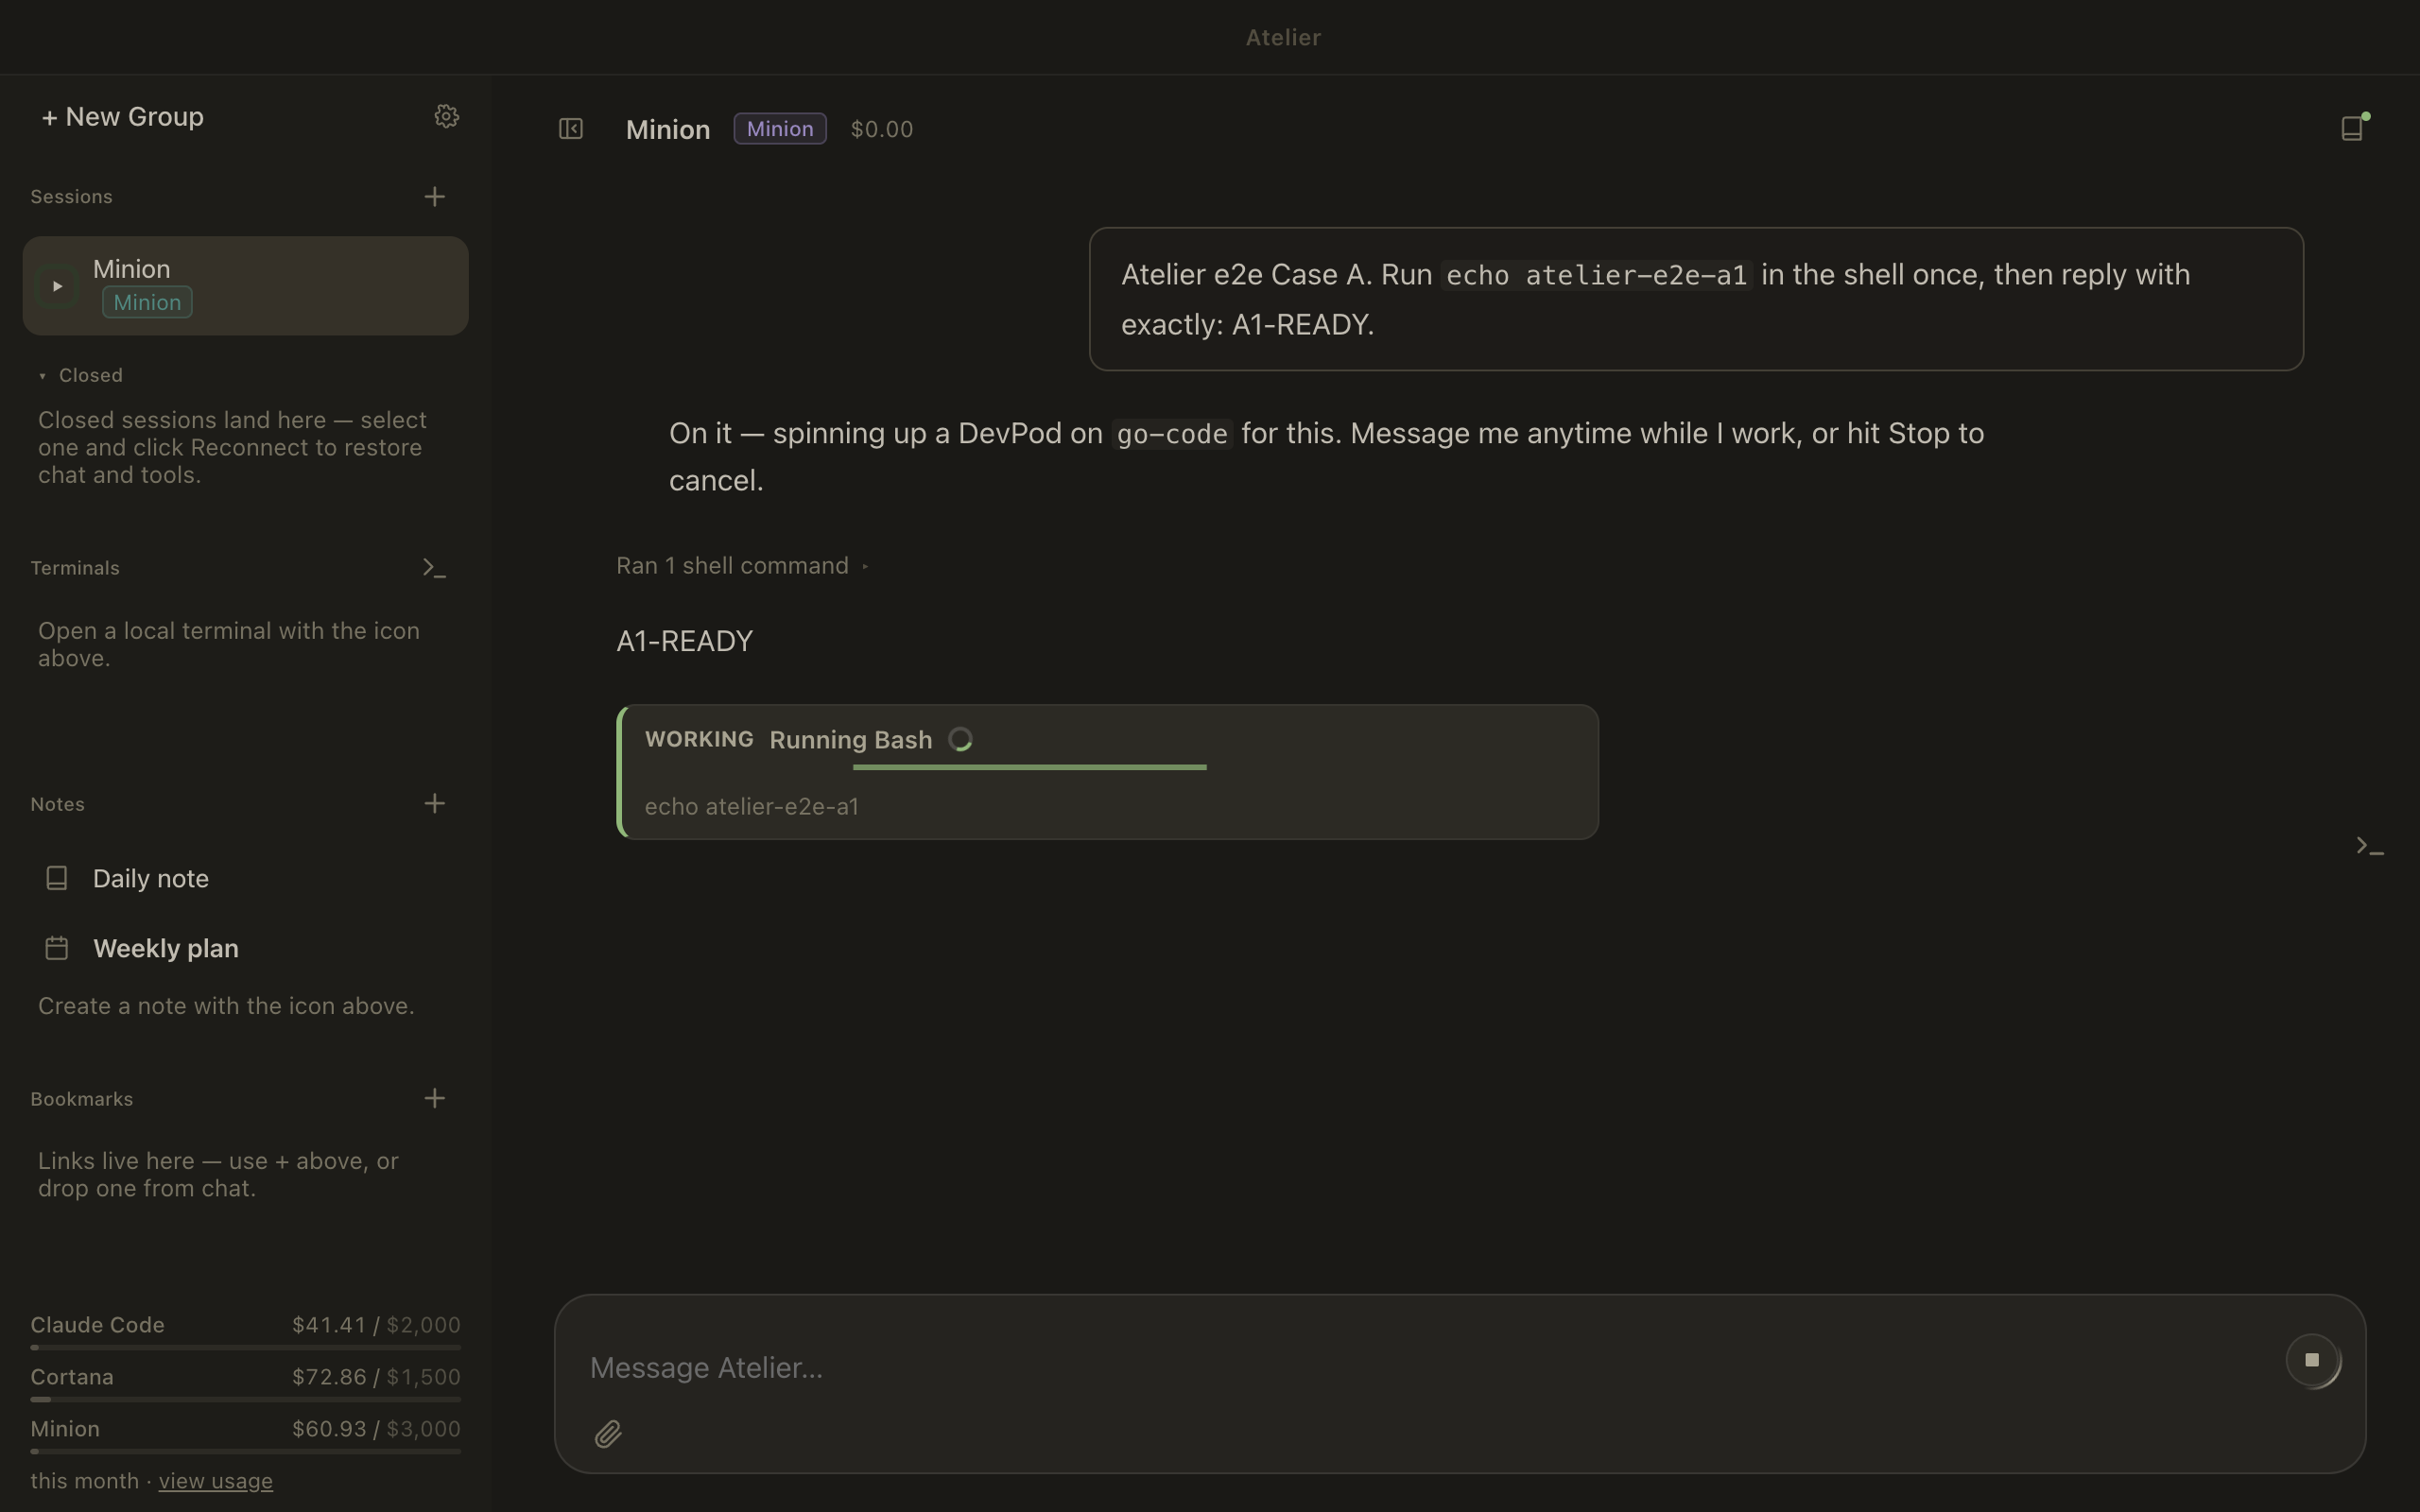 Atelier
+ New Group
Sessions
Minion
Minion
Closed
Closed sessions land here — select
one and click Reconnect to restore
chat and tools.
Terminals
Open a local terminal with the icon
above.
Notes
Daily note
Weekly plan
Create a note with the icon above.
Bookmarks
Links live here — use + above, or
drop one from chat.
Claude Code $41.41 / $2,000
Cortana $72.86 / $1,500
Minion $60.93 / $3,000
this month · view usage
Minion Minion $0.00
Atelier e2e Case A. Run echo atelier-e2e-a1 in the shell once, then reply with
exactly: A1-READY.
On it — spinning up a DevPod on go-code for this. Message me anytime while I work, or hit Stop to
cancel.
Ran 1 shell command
A1-READY
WORKING Running Bash
echo atelier-e2e-a1
Message Atelier...